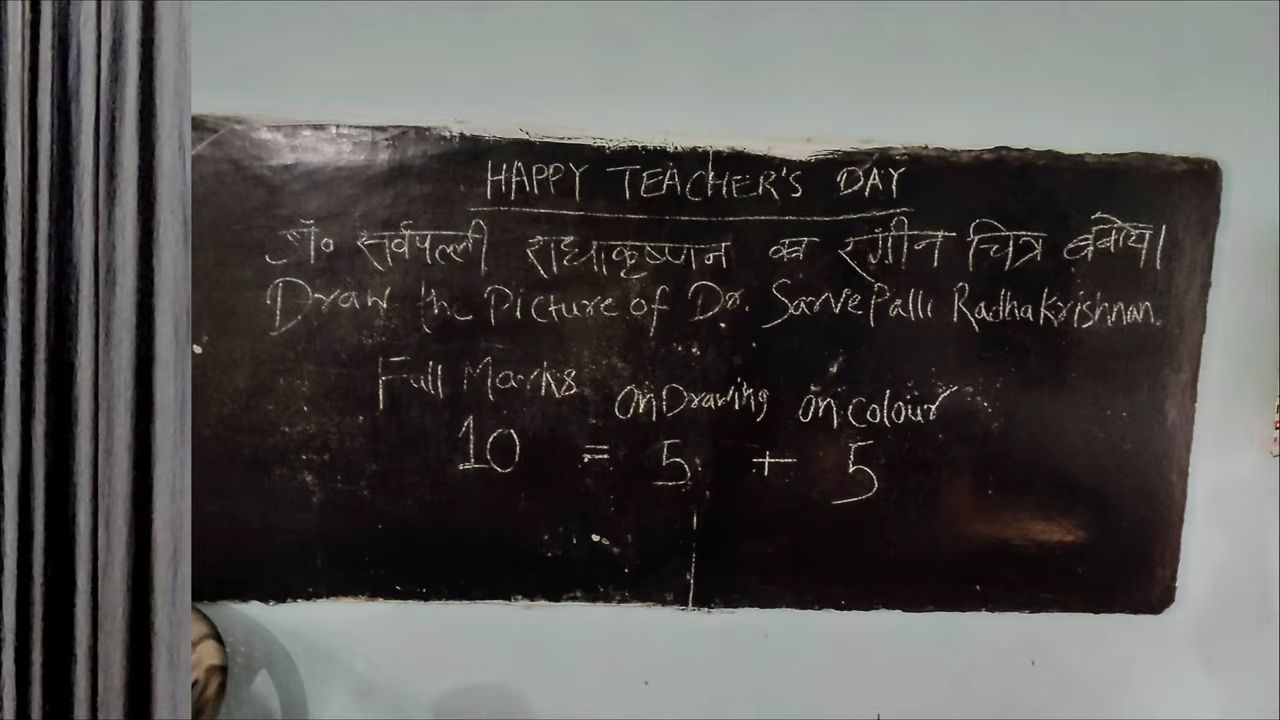 HAPPY TEACHER'S DAY
डॉ० सर्वपल्ली राधाकृष्णन का रंगीन चित्र बनाये।
Draw the Picture of Dr. SarvePalli Radhakrishnan.
Full Marks On Drawing on colour
10 = 5 + 5